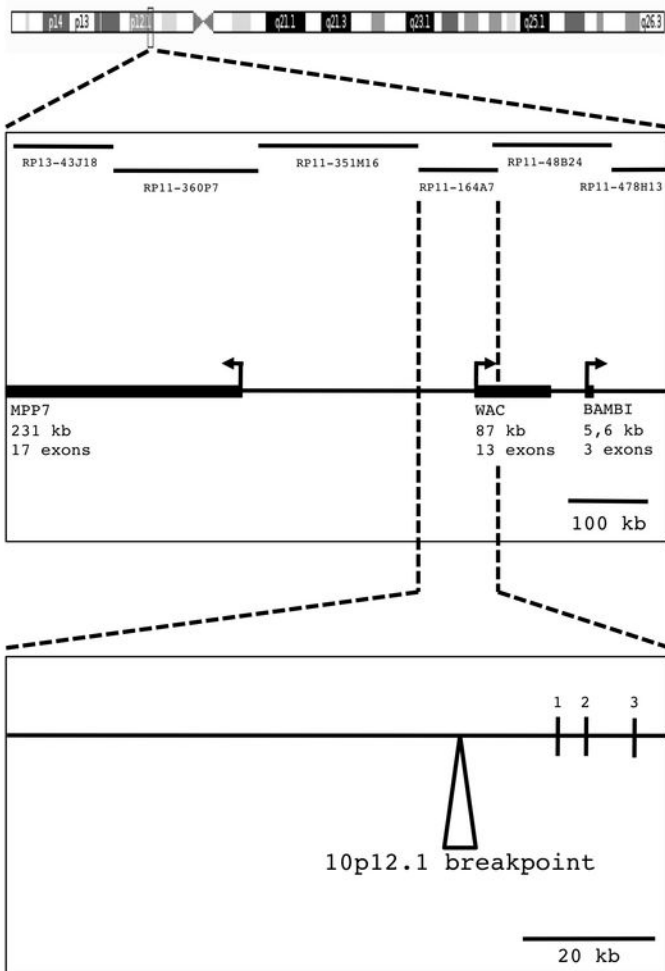 p14 p13 p12.1 q21.1 q21.3 q23.1 q25.1 q26.3
RP13-43J18 RP11-351M16 RP11-48B24
RP11-360P7 RP11-164A7 RP11-478H13
MPP7 WAC BAMBI
231 kb 87 kb 5,6 kb
17 exons 13 exons 3 exons
100 kb
1 2 3
10p12.1 breakpoint
20 kb